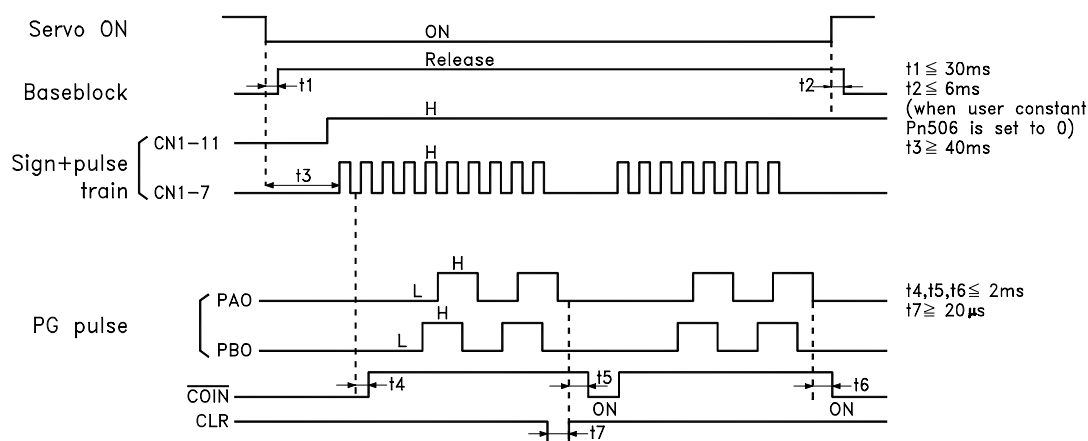 Servo ON
ON
Release
Baseblock
t1
t2
t1≦30ms
t2≦6ms
(when user constant
Pn506 is set to 0)
t3≧40ms
H
CN1-11
Sign+pulse
train
H
CN1-7
t3
H
L
PAO
PG pulse
H
L
PBO
t4,t5,t6≦2ms
t7≧20μs
COIN
t4
t5
t6
ON
ON
CLR
t7